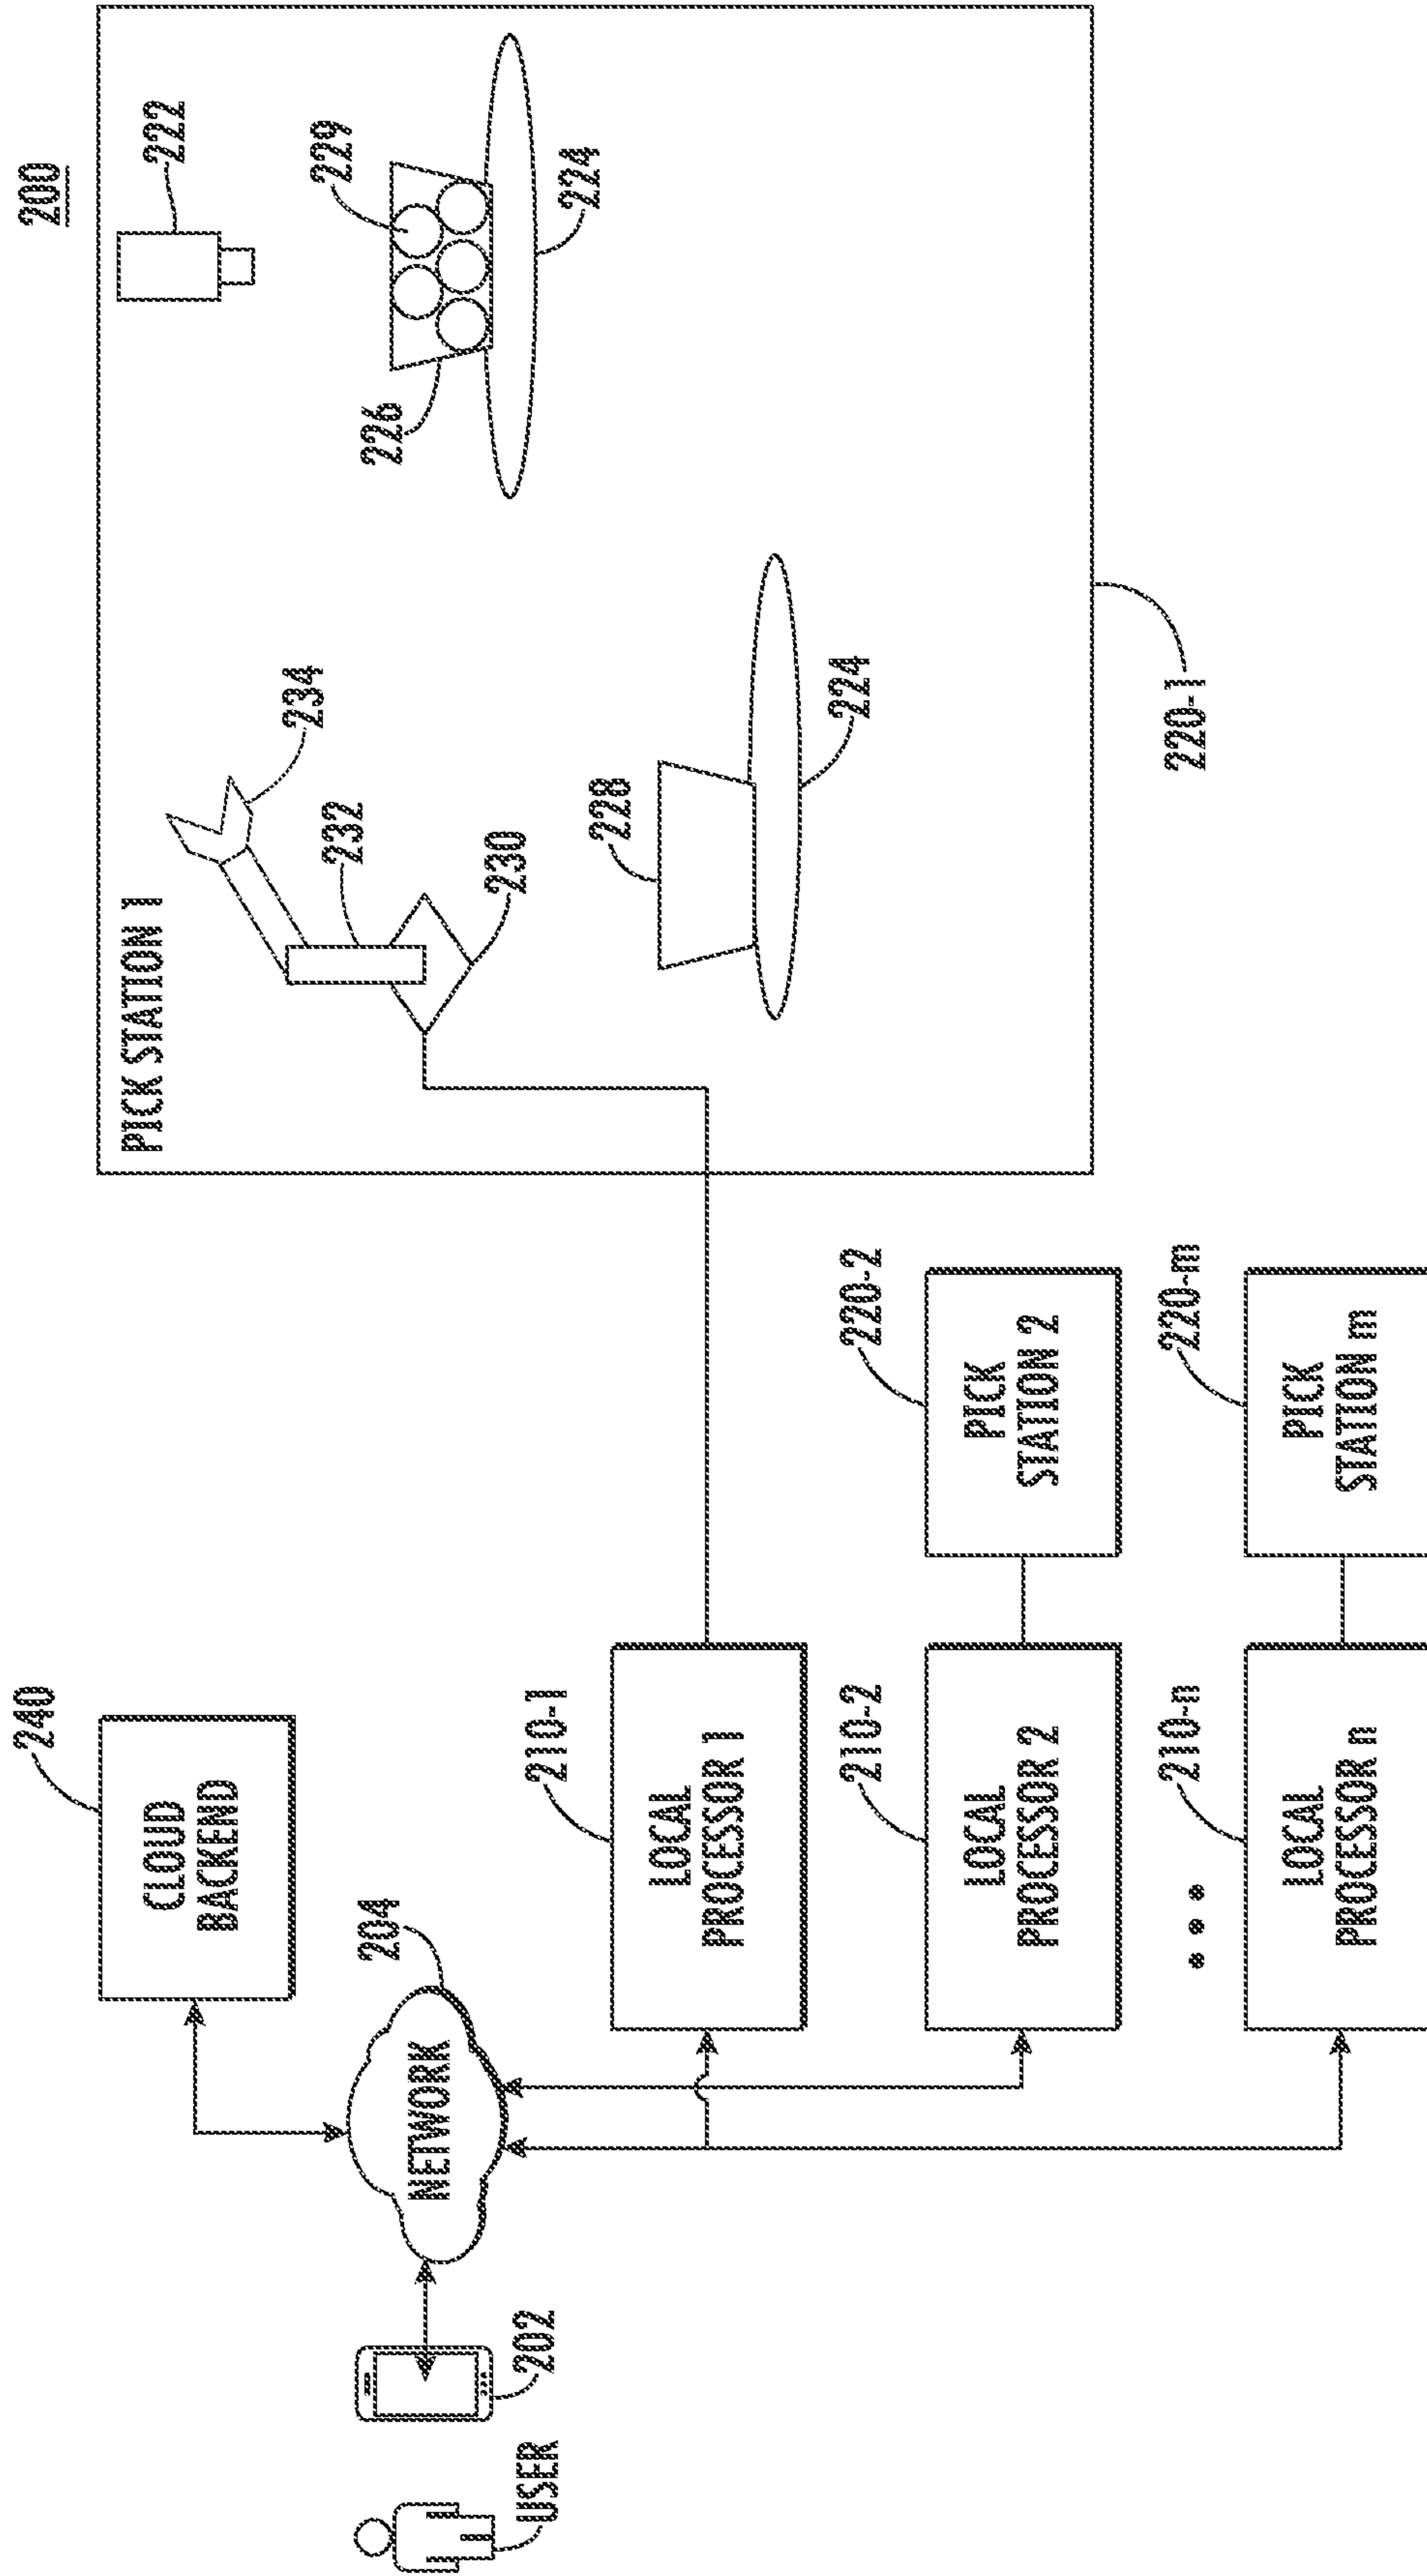 200
PICK STATION 1
222
234
229
232
226
230
224
228
224
220-1
240
CLOUD
BACKEND
204
NETWORK
202
USER
210-1
LOCAL
PROCESSOR 1
220-2
PICK
STATION 2
210-2
LOCAL
PROCESSOR 2
220-m
PICK
STATION m
210-n
LOCAL
PROCESSOR n